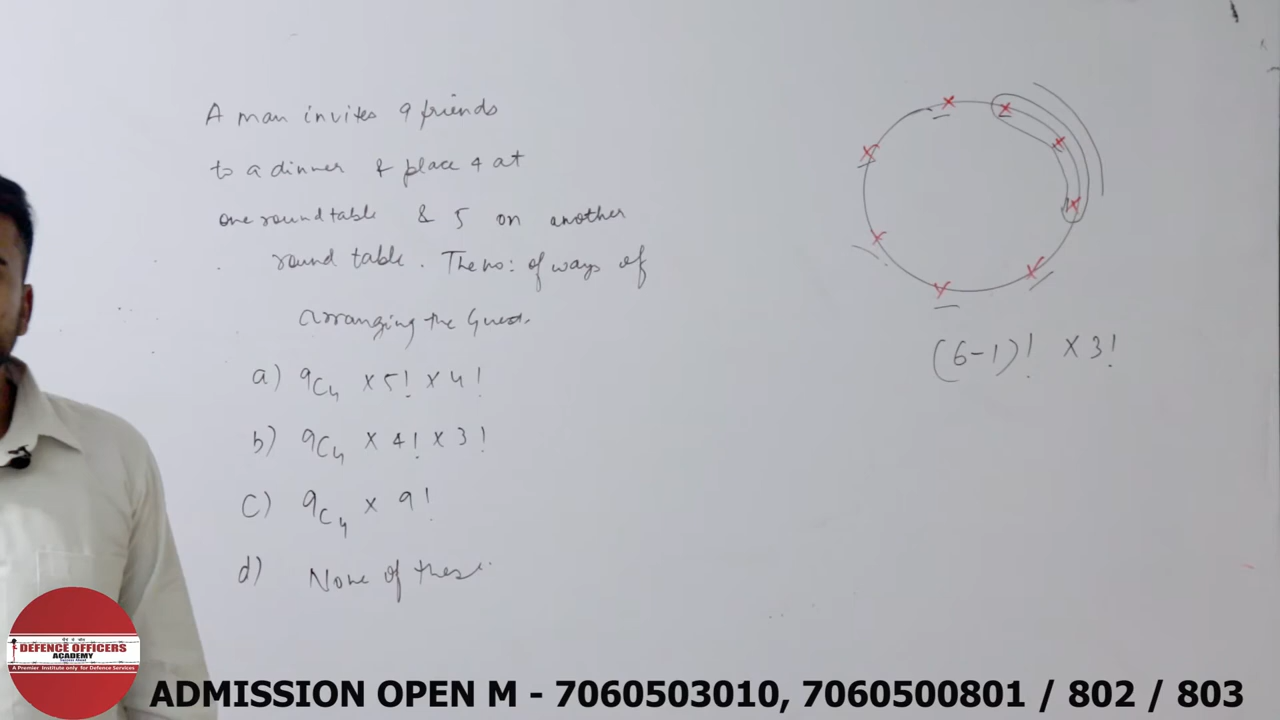 A man invites 9 friends
to a dinner & place 4 at
one round table & 5 on another
round table. The no: of ways of
arranging the Guest.
a) 9C4 x 5! x 4!
b) 9C4 x 4! x 3!
c) 9C4 x 9!
d) None of these.
(6-1)! x 3!
DEFENCE OFFICERS
ACADEMY
A Premier Institute only for Defence Services
ADMISSION OPEN M - 7060503010, 7060500801 / 802 / 803